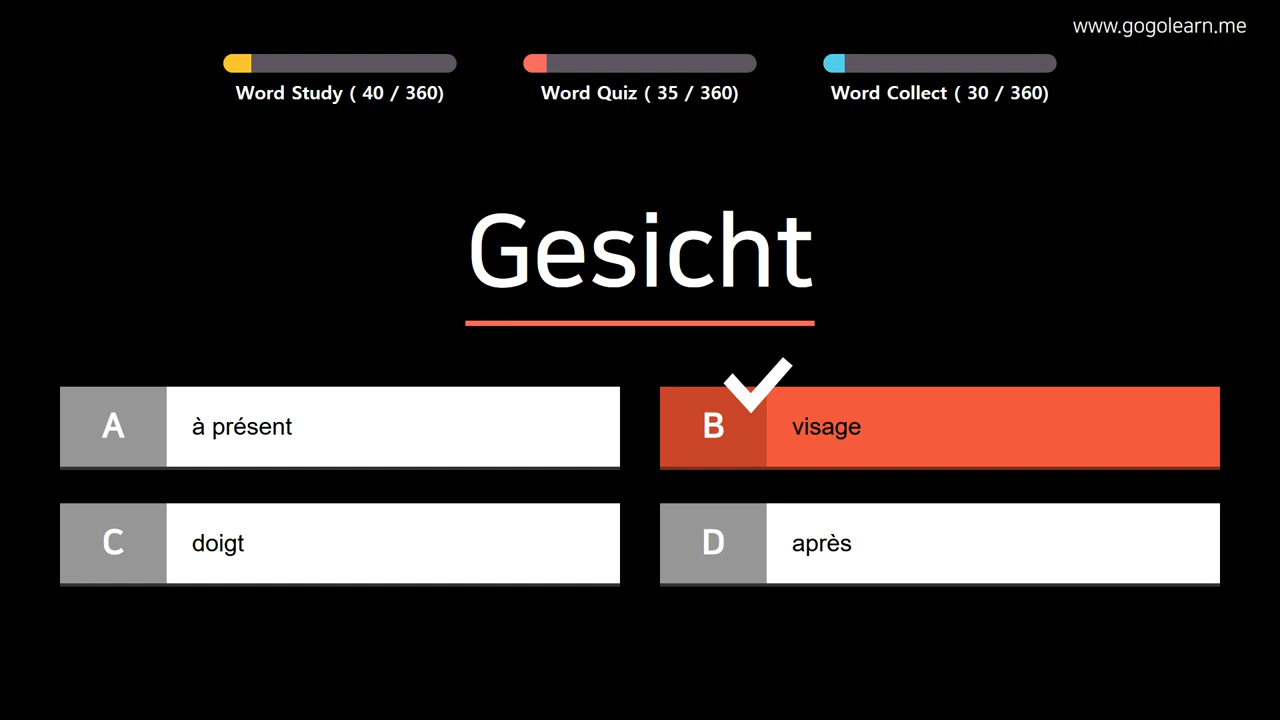 www.gogolearn.me
Word Study ( 40 / 360)
Word Quiz ( 35 / 360)
Word Collect ( 30 / 360)
Gesicht
A
à présent
B
visage
C
doigt
D
après